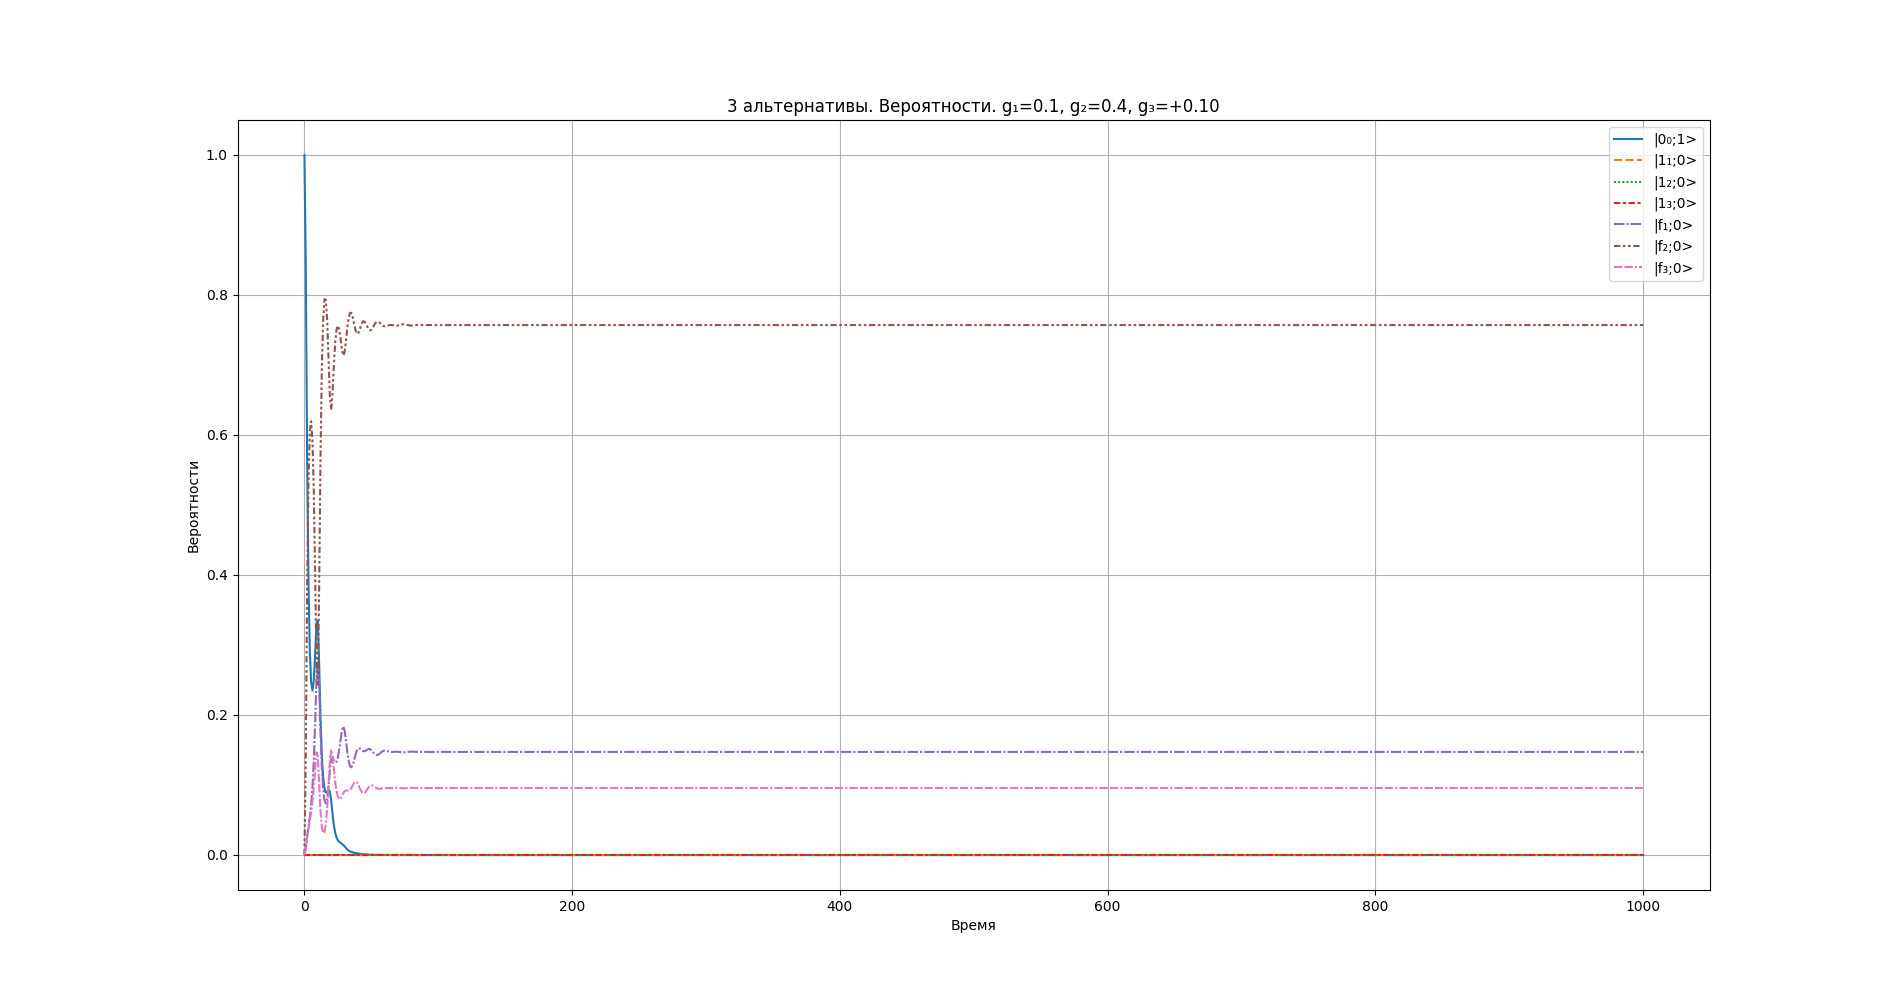 3 альтернативы. Вероятности. g₁=0.1, g₂=0.4, g₃=+0.10
|0₀;1>
|1₁;0>
|1₂;0>
|1₃;0>
|f₁;0>
|f₂;0>
|f₃;0>
1.0
0.8
0.6
0.4
0.2
0.0
Вероятности
0 200 400 600 800 1000
Время